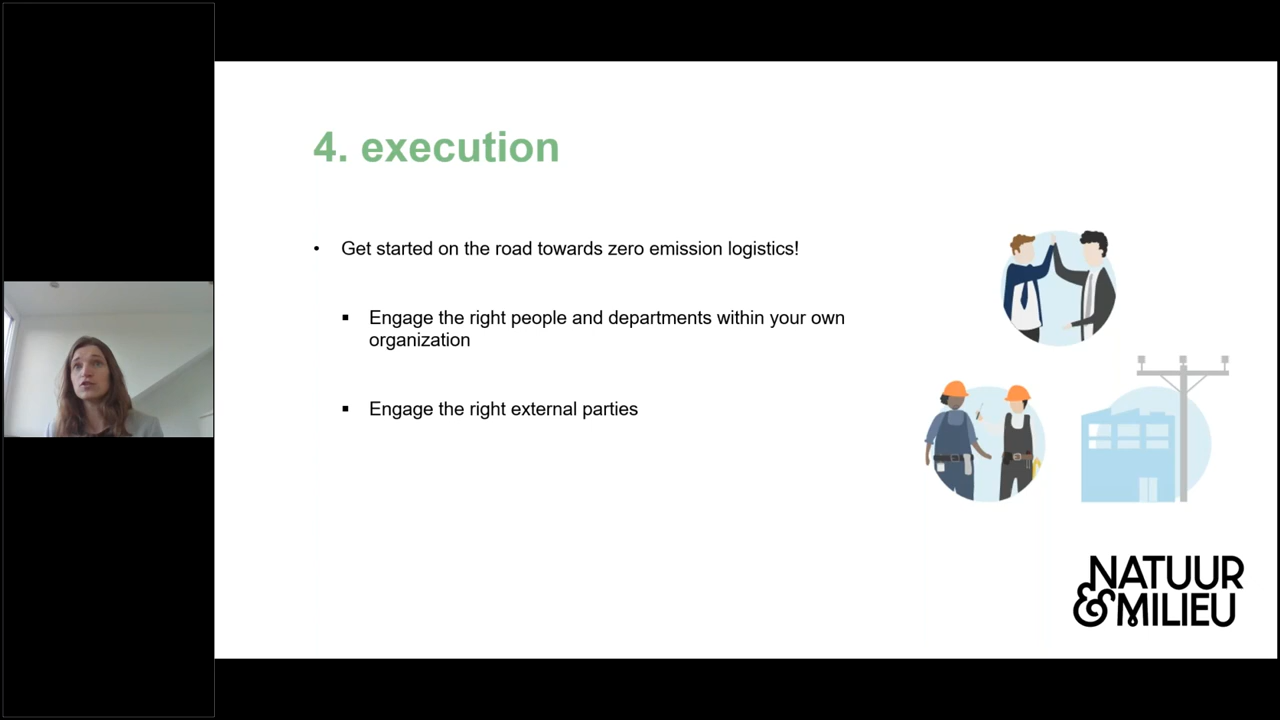 4. execution
• Get started on the road towards zero emission logistics!
▪ Engage the right people and departments within your own
organization
▪ Engage the right external parties
NATUUR
&MILIEU